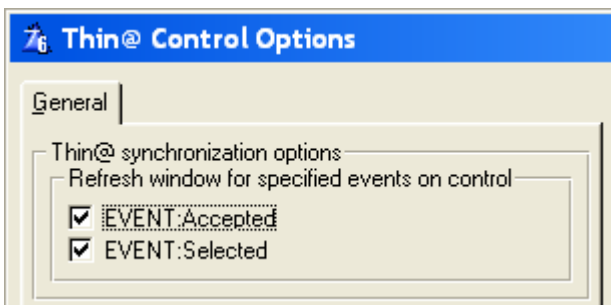 Thin@ Control Options
General
Thin@ synchronization options
Refresh window for specified events on control
EVENT:Accepted
EVENT:Selected